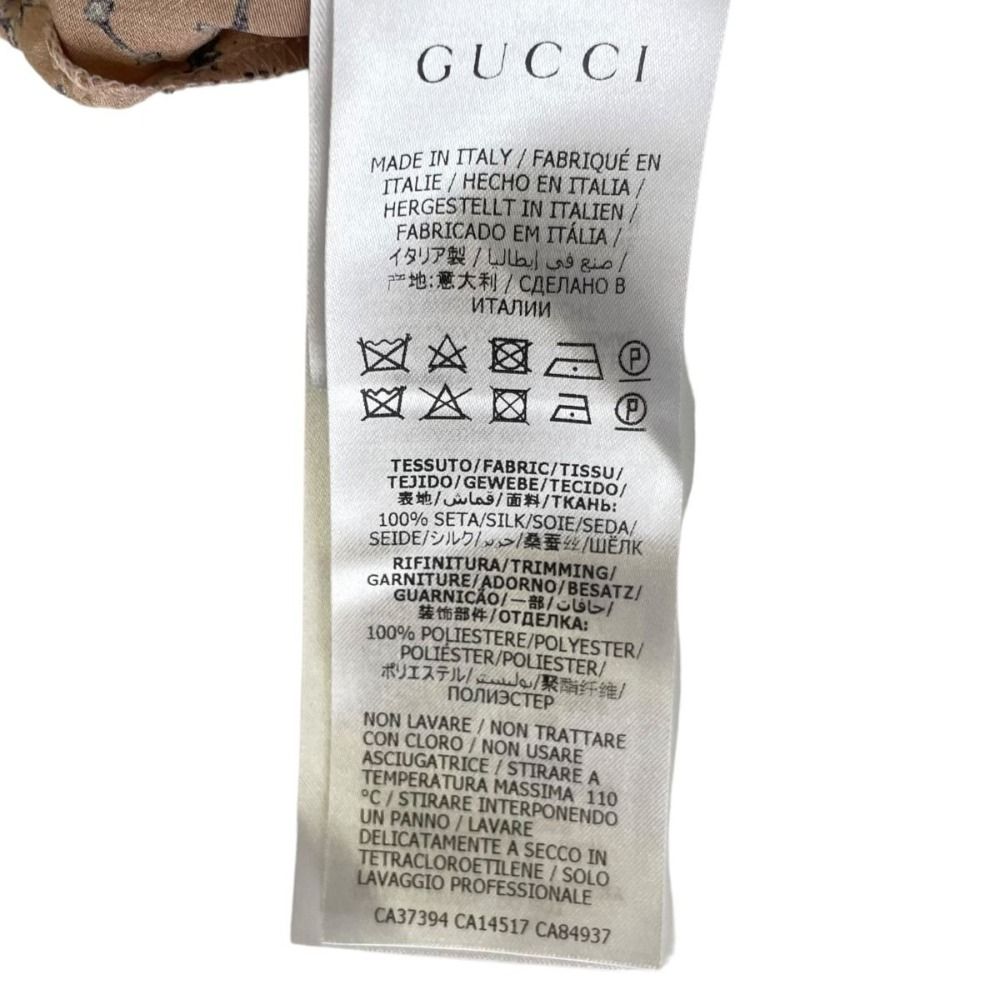 GUCCI
MADE IN ITALY / FABRIQUÉ EN
ITALIE / HECHO EN ITALIA /
HERGESTELLT IN ITALIEN /
FABRICADO EM ITÁLIA /
イタリア製 / صنع في إيطاليا /
产地:意大利 / СДЕЛАНО В
ИТАЛИИ
P
P
TESSUTO/FABRIC/TISSU/
TEJIDO/GEWEBE/TECIDO/
表地/قماش/面料/ТКАНЬ:
100% SETA/SILK/SOIE/SEDA/
SEIDE/シルク/حرير/桑蚕丝/ШЁЛК
RIFINITURA/TRIMMING/
GARNITURE/ADORNO/BESATZ/
GUARNICÃO/一部/حافات/
装饰部件/ОТДЕЛКА:
100% POLIESTERE/POLYESTER/
POLIÉSTER/POLIESTER/
ポリエステル/بوليستر/聚酯纤维/
ПОЛИЭСТЕР
NON LAVARE / NON TRATTARE
CON CLORO / NON USARE
ASCIUGATRICE / STIRARE A
TEMPERATURA MASSIMA 110
°C / STIRARE INTERPONENDO
UN PANNO / LAVARE
DELICATAMENTE A SECCO IN
TETRACLOROETILENE / SOLO
LAVAGGIO PROFESSIONALE
CA37394 CA14517 CA84937